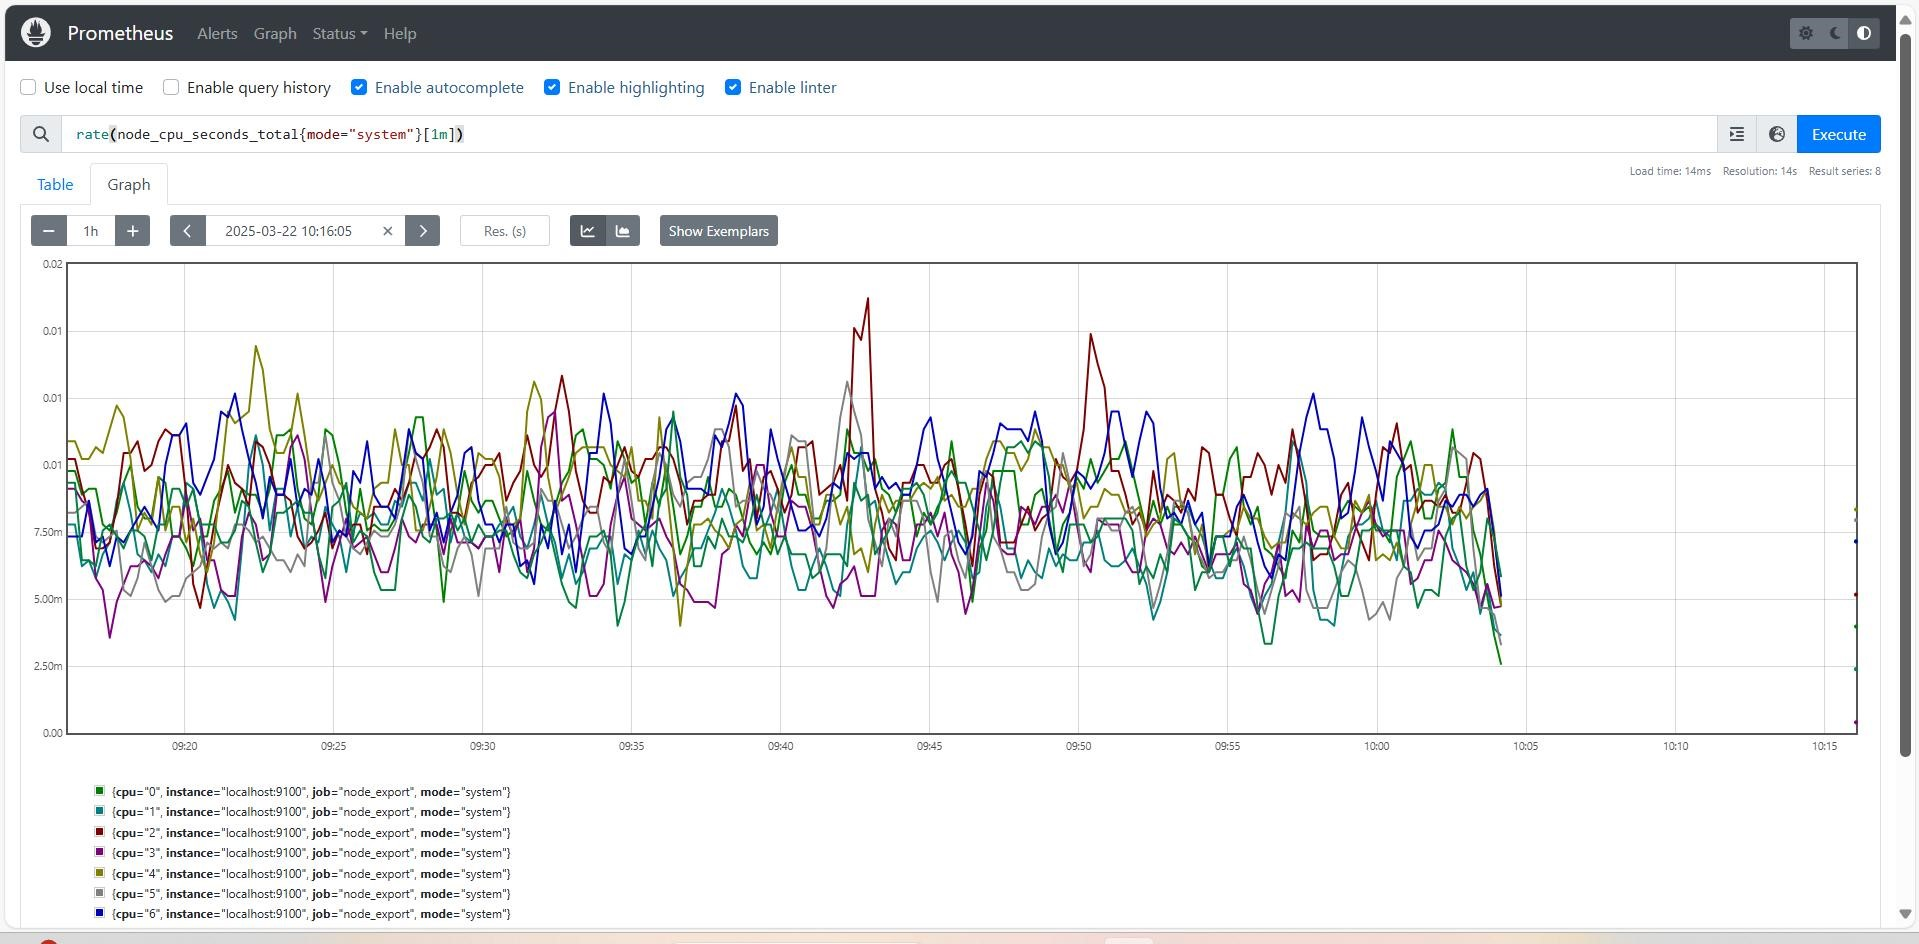 Prometheus Alerts Graph Status Help
Use local time Enable query history Enable autocomplete Enable highlighting Enable linter
rate(node_cpu_seconds_total{mode="system"}[1m]) Execute
Load time: 14ms Resolution: 14s Result series: 8
Table Graph
− 1h + 2025-03-22 10:16:05 × Res. (s) Show Exemplars
0.02
0.01
0.01
0.01
7.50m
5.00m
2.50m
0.00
09:20 09:25 09:30 09:35 09:40 09:45 09:50 09:55 10:00 10:05 10:10 10:15
{cpu="0", instance="localhost:9100", job="node_export", mode="system"}
{cpu="1", instance="localhost:9100", job="node_export", mode="system"}
{cpu="2", instance="localhost:9100", job="node_export", mode="system"}
{cpu="3", instance="localhost:9100", job="node_export", mode="system"}
{cpu="4", instance="localhost:9100", job="node_export", mode="system"}
{cpu="5", instance="localhost:9100", job="node_export", mode="system"}
{cpu="6", instance="localhost:9100", job="node_export", mode="system"}